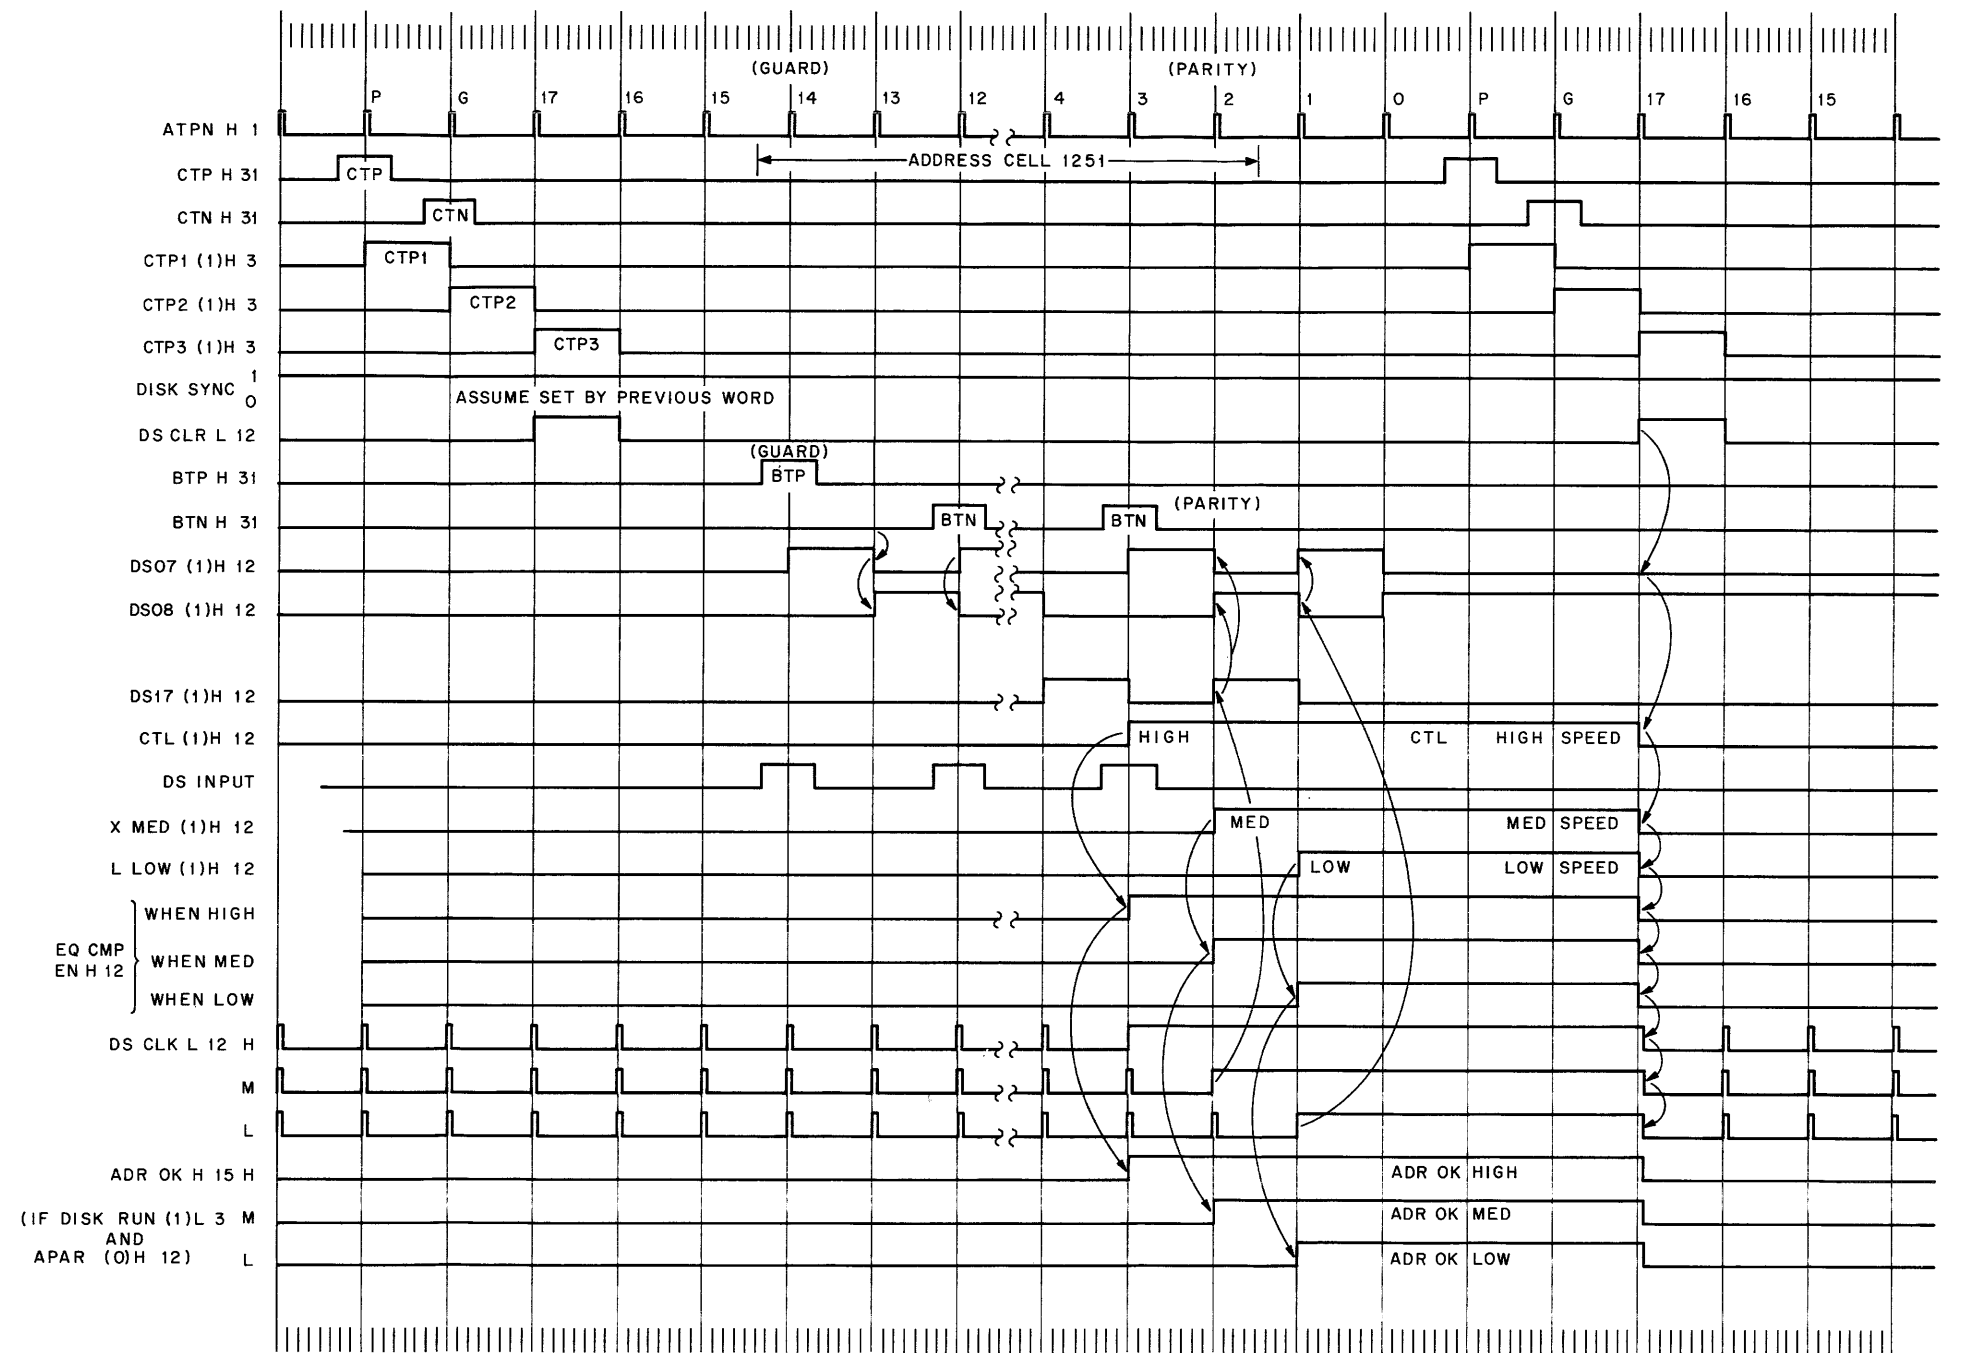 (GUARD) (PARITY)
P G 17 16 15 14 13 12 4 3 2 1 0 P G 17 16 15
ATPN H 1
ADDRESS CELL 1251
CTP H 31 CTP
CTN H 31 CTN
CTP1 (1)H 3 CTP1
CTP2 (1)H 3 CTP2
CTP3 (1)H 3 CTP3
DISK SYNC 1
0
ASSUME SET BY PREVIOUS WORD
DS CLR L 12
(GUARD)
BTP H 31 BTP
(PARITY)
BTN H 31 BTN BTN
DS07 (1)H 12
DS08 (1)H 12
DS17 (1)H 12
CTL (1)H 12 HIGH CTL HIGH SPEED
DS INPUT
X MED (1)H 12 MED MED SPEED
L LOW (1)H 12 LOW LOW SPEED
EQ CMP
EN H 12
WHEN HIGH
WHEN MED
WHEN LOW
DS CLK L 12 H
M
L
ADR OK H 15 H ADR OK HIGH
(IF DISK RUN (1)L 3 M ADR OK MED
AND
APAR (0)H 12) L ADR OK LOW